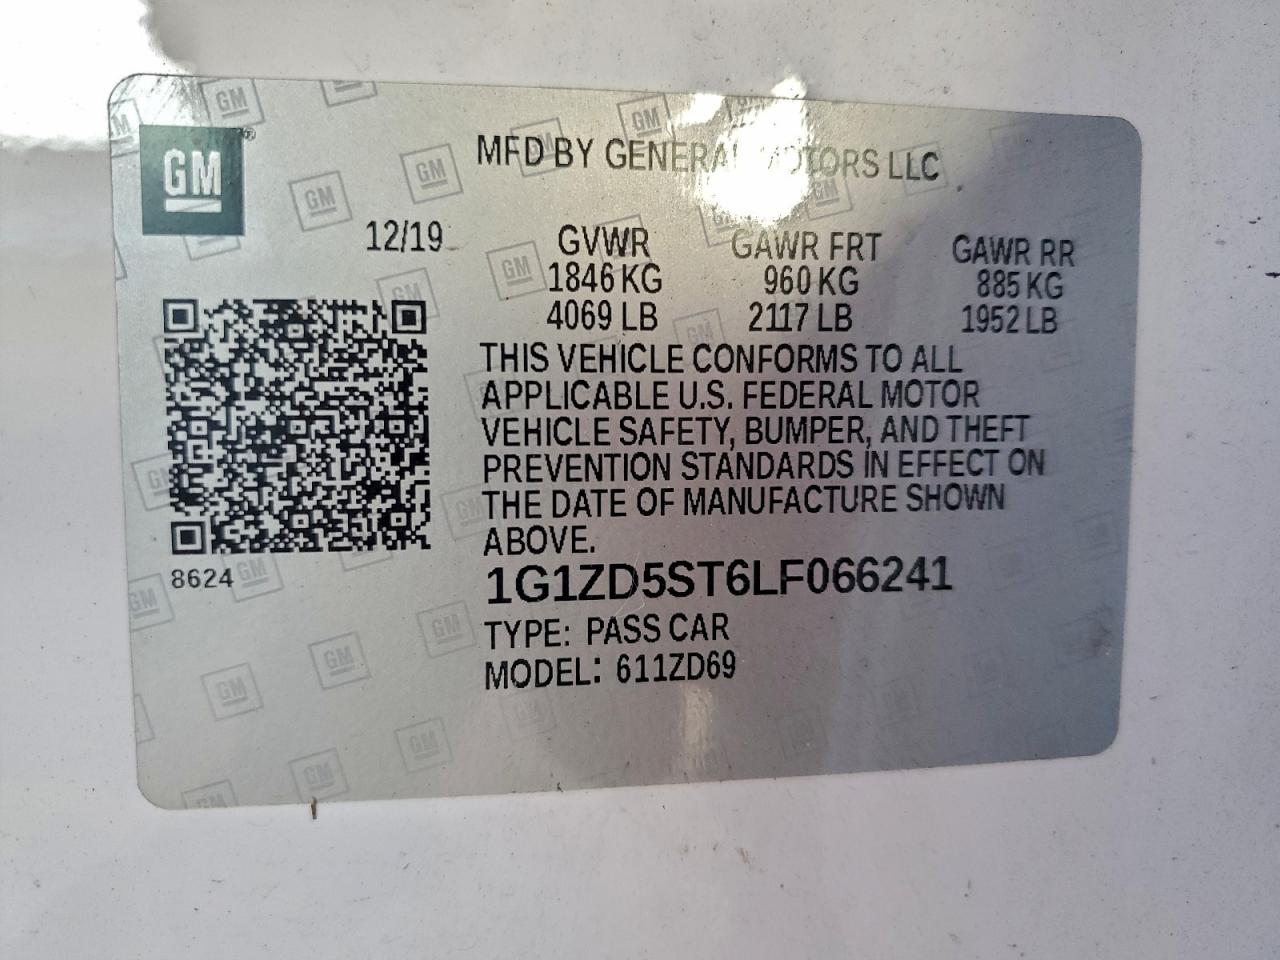 GM
MFD BY GENERAL MOTORS LLC
12/19 GVWR GAWR FRT GAWR RR
1846 KG 960 KG 885 KG
4069 LB 2117 LB 1952 LB
THIS VEHICLE CONFORMS TO ALL
APPLICABLE U.S. FEDERAL MOTOR
VEHICLE SAFETY, BUMPER, AND THEFT
PREVENTION STANDARDS IN EFFECT ON
THE DATE OF MANUFACTURE SHOWN
ABOVE.
8624
1G1ZD5ST6LF066241
TYPE: PASS CAR
MODEL: 611ZD69